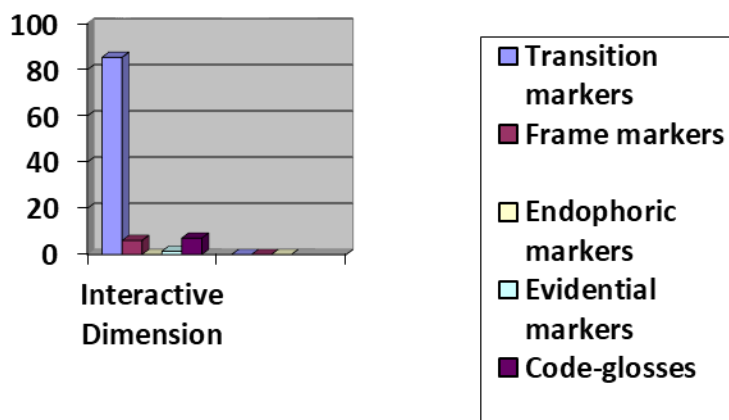 100
80
60
40
20
0
Interactive
Dimension
Transition
markers
Frame markers
Endophoric
markers
Evidential
markers
Code-glosses